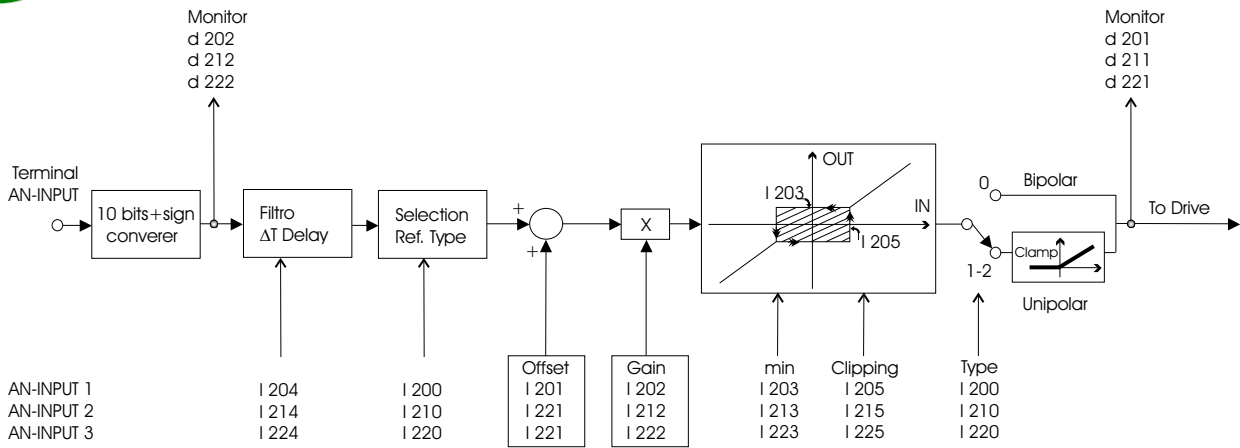 Monitor
d 202
d 212
d 222
Monitor
d 201
d 211
d 221
Terminal
AN-INPUT
10 bits+sign
converer
Filtro
ΔT Delay
Selection
Ref. Type
+
+
X
OUT
I 203
IN
I 205
0
Bipolar
1-2
Clamp
Unipolar
To Drive
Offset
Gain
min
Clipping
Type
AN-INPUT 1
I 204
I 200
I 201
I 202
I 203
I 205
I 200
AN-INPUT 2
I 214
I 210
I 221
I 212
I 213
I 215
I 210
AN-INPUT 3
I 224
I 220
I 221
I 222
I 223
I 225
I 220